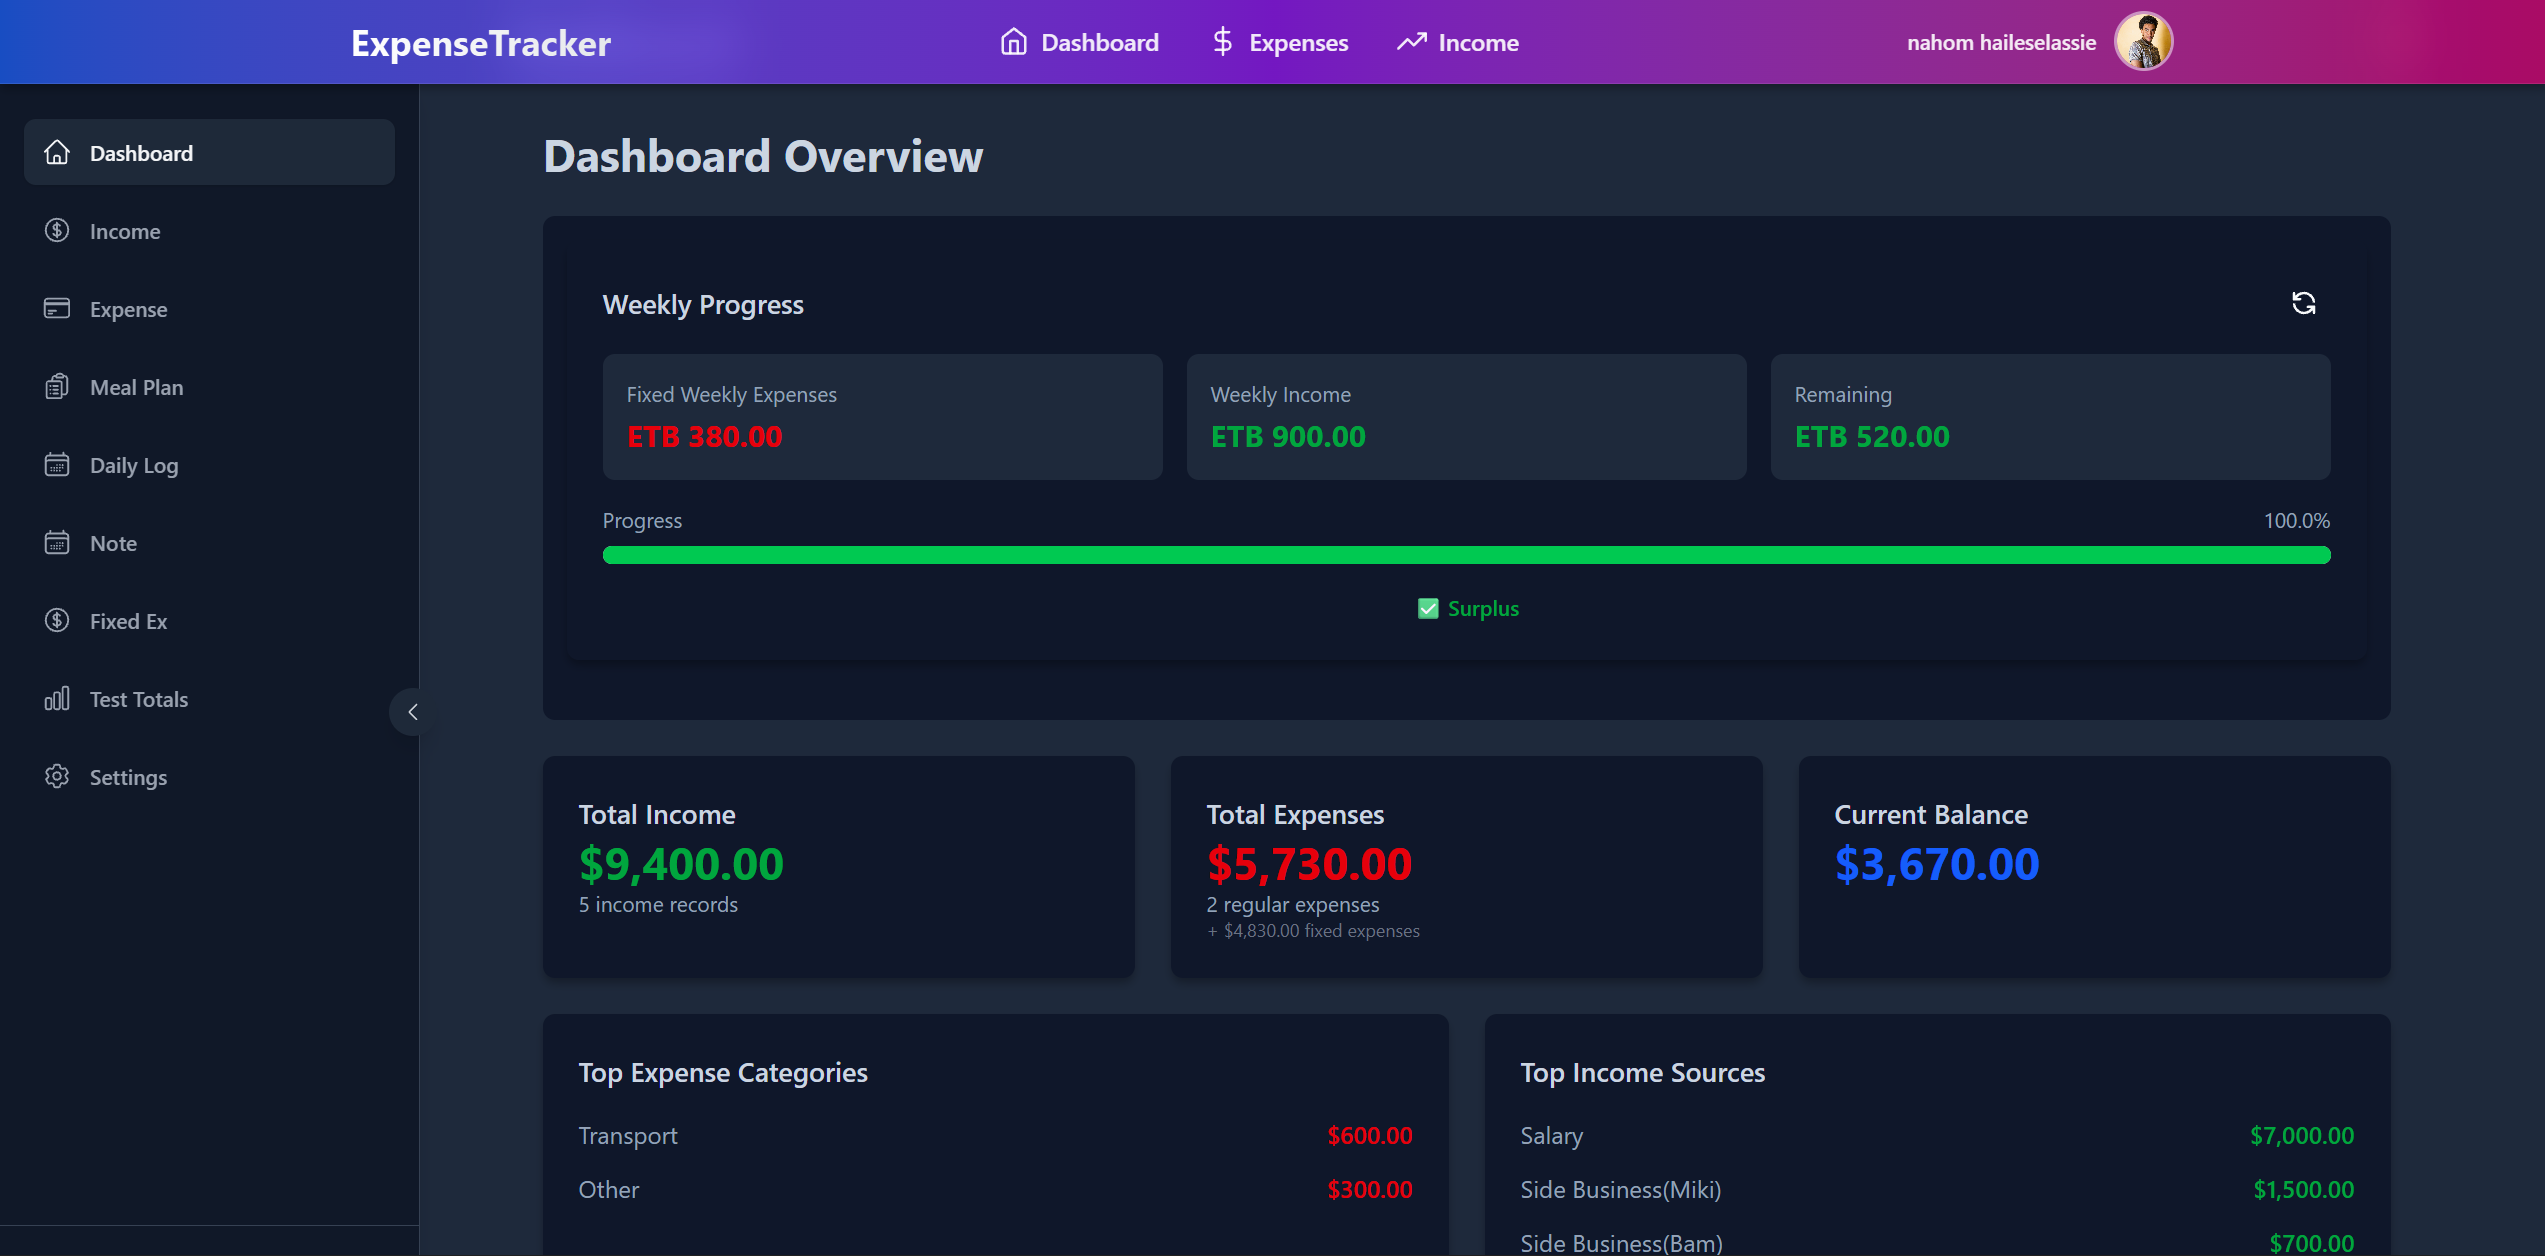 ExpenseTracker
Dashboard
Expenses
Income
nahom haileselassie
Dashboard
Income
Expense
Meal Plan
Daily Log
Note
Fixed Ex
Test Totals
Settings
Dashboard Overview
Weekly Progress
Fixed Weekly Expenses
ETB 380.00
Weekly Income
ETB 900.00
Remaining
ETB 520.00
Progress
100.0%
Surplus
Total Income
$9,400.00
5 income records
Total Expenses
$5,730.00
2 regular expenses
+ $4,830.00 fixed expenses
Current Balance
$3,670.00
Top Expense Categories
Transport
$600.00
Other
$300.00
Top Income Sources
Salary
$7,000.00
Side Business(Miki)
$1,500.00
Side Business(Bam)
$700.00